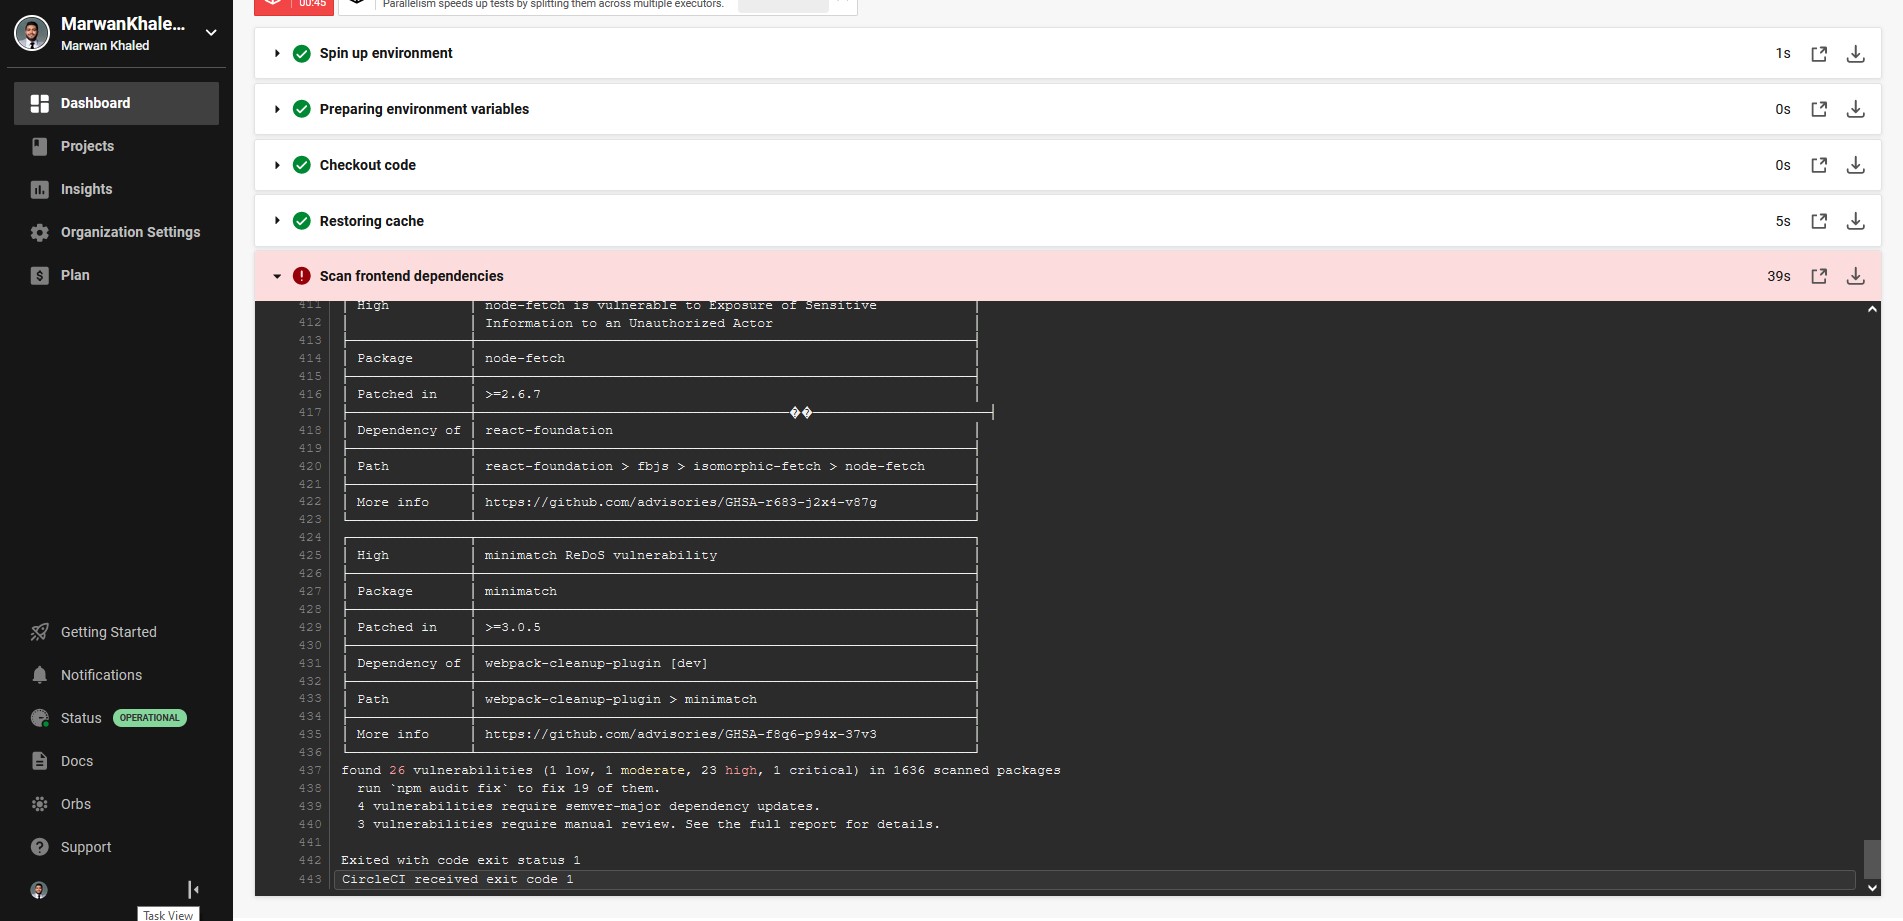 MarwanKhale...
Marwan Khaled
Dashboard
Projects
Insights
Organization Settings
Plan
Getting Started
Notifications
Status OPERATIONAL
Docs
Orbs
Support
Task View
00:45
Parallelism speeds up tests by splitting them across multiple executors.
Spin up environment 1s
Preparing environment variables 0s
Checkout code 0s
Restoring cache 5s
Scan frontend dependencies 39s
411 │ High │ node-fetch is vulnerable to Exposure of Sensitive │
412 │ │ Information to an Unauthorized Actor │
413
414 │ Package │ node-fetch │
415
416 │ Patched in │ >=2.6.7 │
417 ��
418 │ Dependency of │ react-foundation │
419
420 │ Path │ react-foundation > fbjs > isomorphic-fetch > node-fetch │
421
422 │ More info │ https://github.com/advisories/GHSA-r683-j2x4-v87g │
423
424
425 │ High │ minimatch ReDoS vulnerability │
426
427 │ Package │ minimatch │
428
429 │ Patched in │ >=3.0.5 │
430
431 │ Dependency of │ webpack-cleanup-plugin [dev] │
432
433 │ Path │ webpack-cleanup-plugin > minimatch │
434
435 │ More info │ https://github.com/advisories/GHSA-f8q6-p94x-37v3 │
436
437 found 26 vulnerabilities (1 low, 1 moderate, 23 high, 1 critical) in 1636 scanned packages
438 run `npm audit fix` to fix 19 of them.
439 4 vulnerabilities require semver-major dependency updates.
440 3 vulnerabilities require manual review. See the full report for details.
441
442 Exited with code exit status 1
443 CircleCI received exit code 1